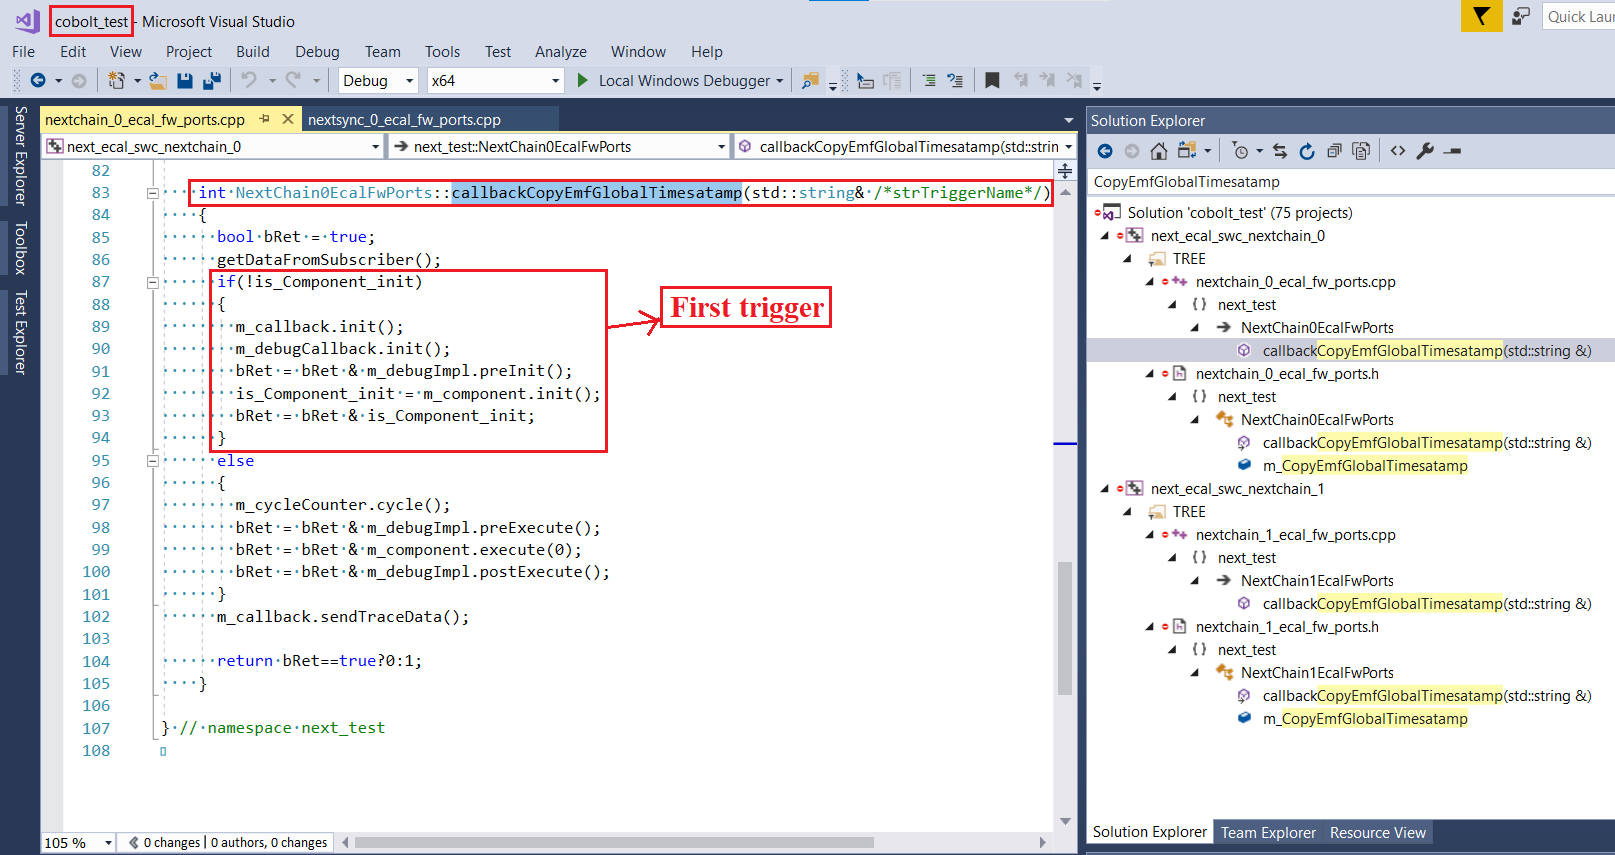 cobolt_test - Microsoft Visual Studio
Quick Lau
File Edit View Project Build Debug Team Tools Test Analyze Window Help
Debug x64 Local Windows Debugger
Server Explorer
Toolbox
Test Explorer
nextchain_0_ecal_fw_ports.cpp nextsync_0_ecal_fw_ports.cpp
next_ecal_swc_nextchain_0 next_test::NextChain0EcalFwPorts callbackCopyEmfGlobalTimesatamp(std::strin
82
83 int NextChain0EcalFwPorts::callbackCopyEmfGlobalTimesatamp(std::string& /*strTriggerName*/)
84 {
85 bool bRet = true;
86 getDataFromSubscriber();
87 if(!is_Component_init)
88 {
89 m_callback.init();
90 m_debugCallback.init();
91 bRet = bRet & m_debugImpl.preInit();
92 is_Component_init = m_component.init();
93 bRet = bRet & is_Component_init;
94 }
95 else
96 {
97 m_cycleCounter.cycle();
98 bRet = bRet & m_debugImpl.preExecute();
99 bRet = bRet & m_component.execute(0);
100 bRet = bRet & m_debugImpl.postExecute();
101 }
102 m_callback.sendTraceData();
103
104 return bRet==true?0:1;
105 }
106
107 } // namespace next_test
108
First trigger
105 % 0 changes | 0 authors, 0 changes
Solution Explorer
CopyEmfGlobalTimesatamp
Solution 'cobolt_test' (75 projects)
next_ecal_swc_nextchain_0
TREE
nextchain_0_ecal_fw_ports.cpp
next_test
NextChain0EcalFwPorts
callbackCopyEmfGlobalTimesatamp(std::string &)
nextchain_0_ecal_fw_ports.h
next_test
NextChain0EcalFwPorts
callbackCopyEmfGlobalTimesatamp(std::string &)
m_CopyEmfGlobalTimesatamp
next_ecal_swc_nextchain_1
TREE
nextchain_1_ecal_fw_ports.cpp
next_test
NextChain1EcalFwPorts
callbackCopyEmfGlobalTimesatamp(std::string &)
nextchain_1_ecal_fw_ports.h
next_test
NextChain1EcalFwPorts
callbackCopyEmfGlobalTimesatamp(std::string &)
m_CopyEmfGlobalTimesatamp
Solution Explorer Team Explorer Resource View